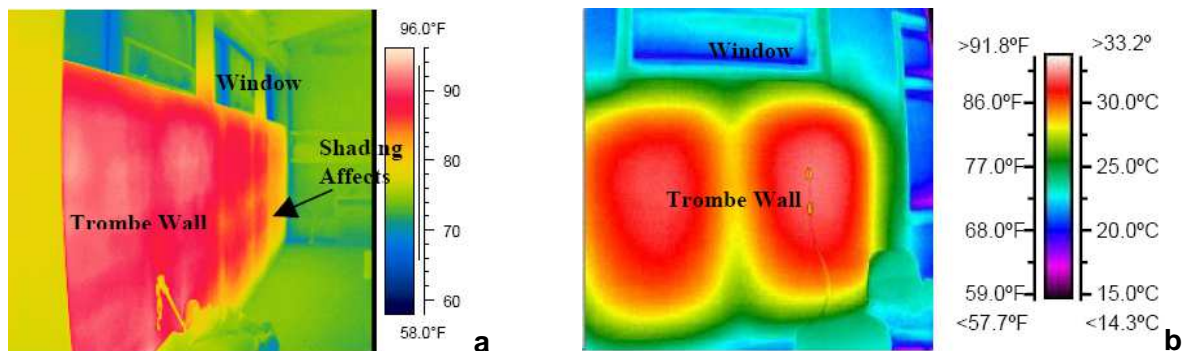 96.0°F
Window
90
Shading
Affects
80
Trombe Wall
70
60
58.0°F
a
Window
Trombe Wall
>91.8ºF
>33.2º
86.0ºF
30.0ºC
77.0ºF
25.0ºC
68.0ºF
20.0ºC
59.0ºF
15.0ºC
<57.7ºF
<14.3ºC
b